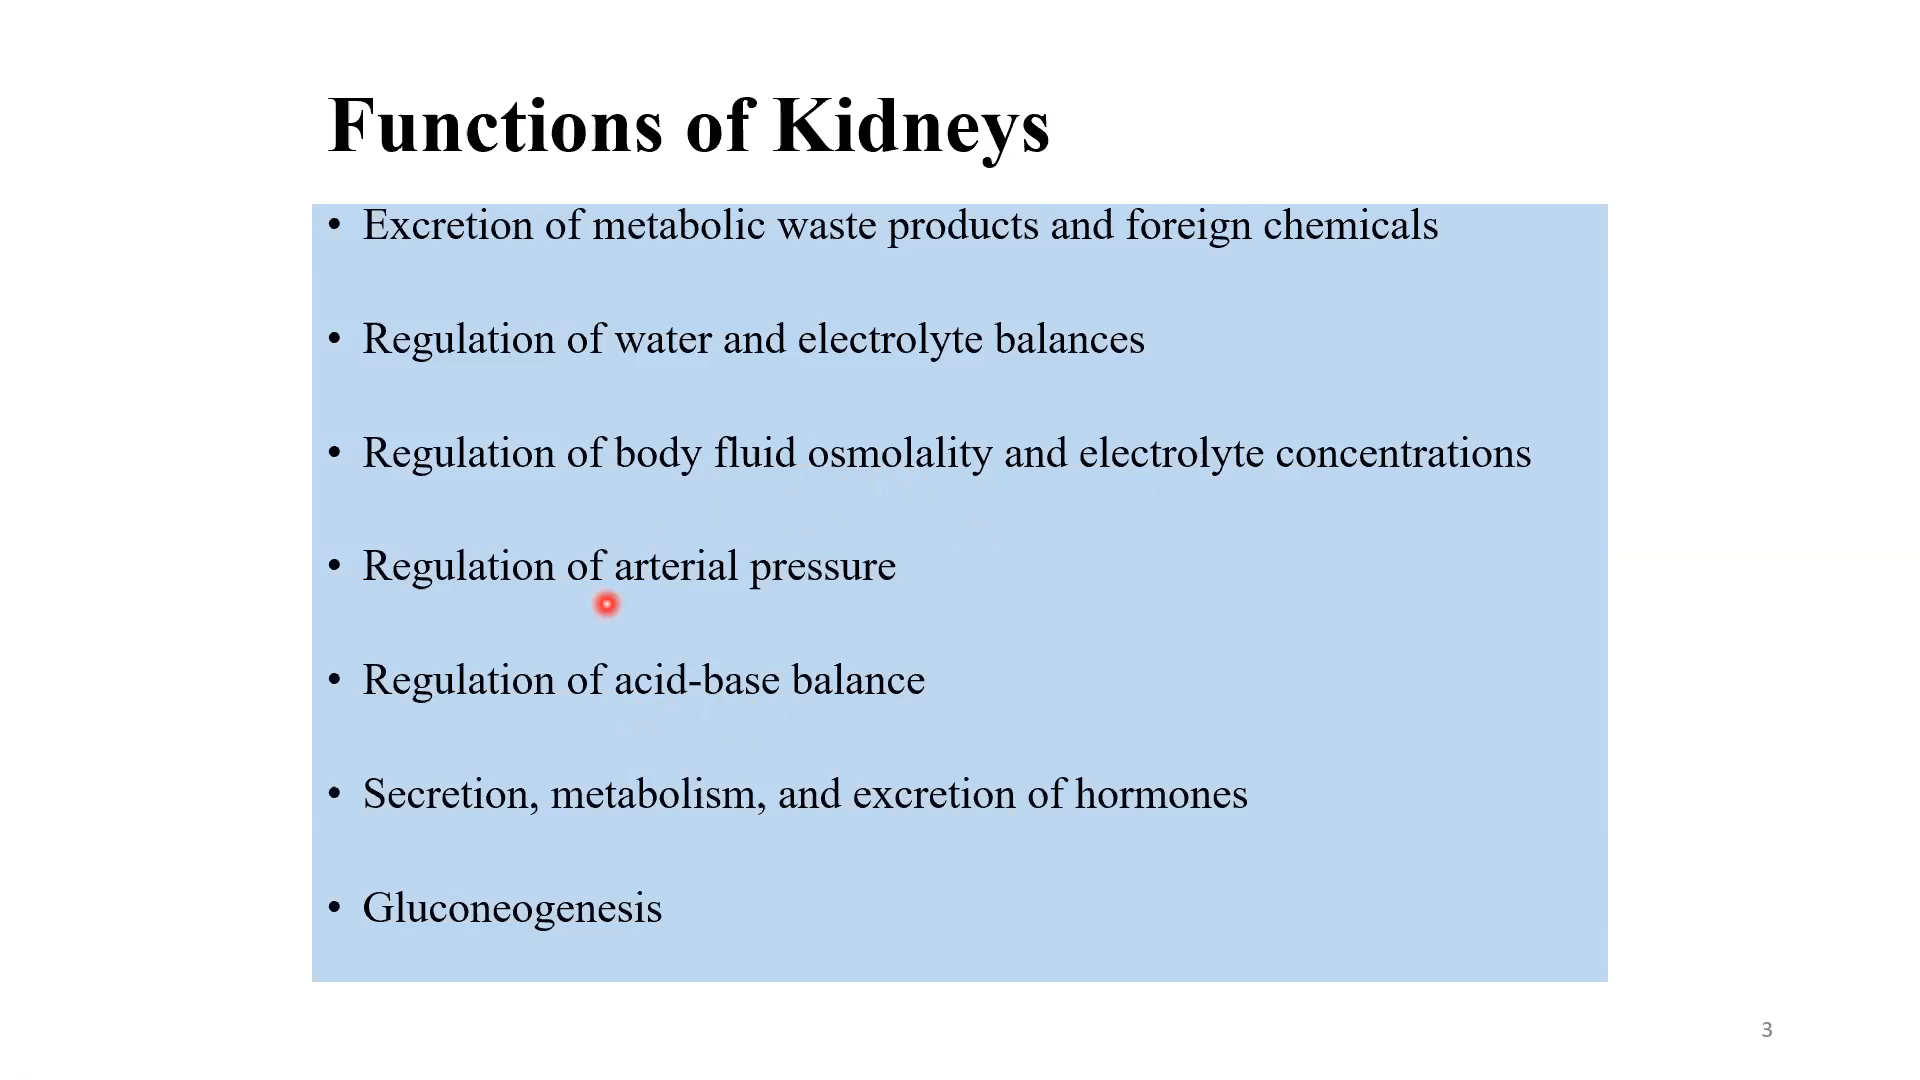 Functions of Kidneys
• Excretion of metabolic waste products and foreign chemicals
• Regulation of water and electrolyte balances
• Regulation of body fluid osmolality and electrolyte concentrations
• Regulation of arterial pressure
• Regulation of acid-base balance
• Secretion, metabolism, and excretion of hormones
• Gluconeogenesis
3